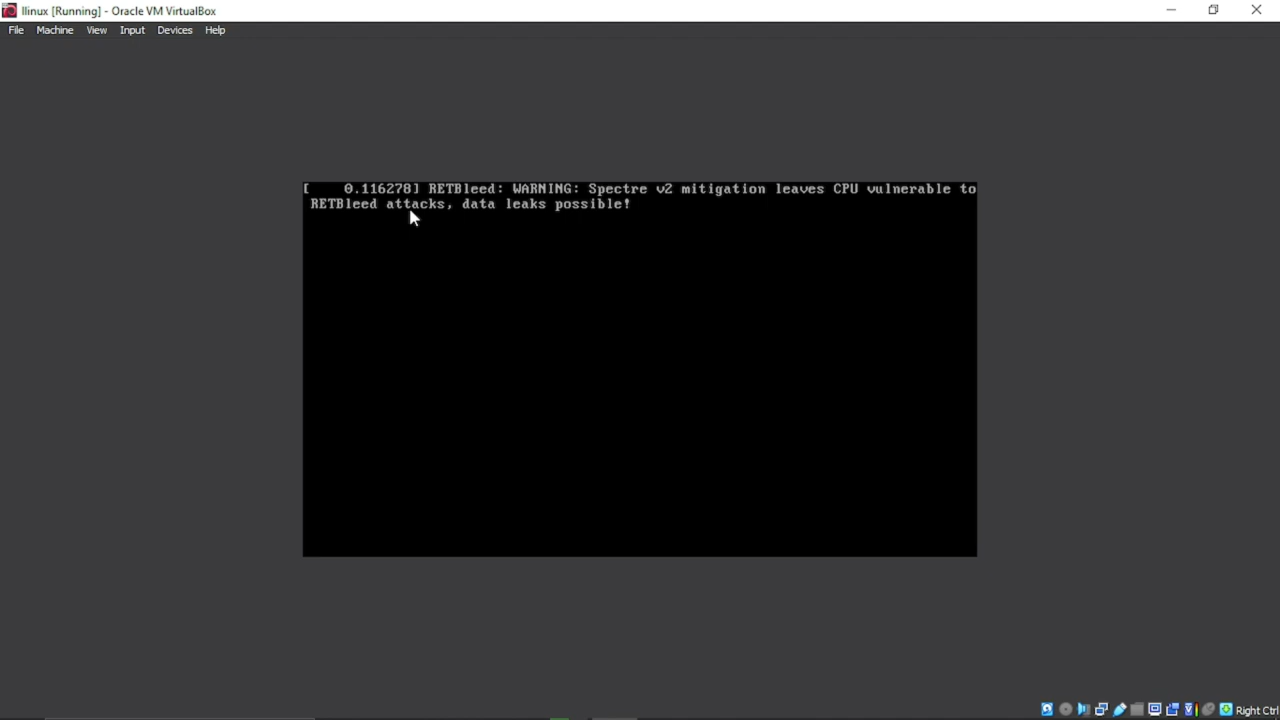 llinux [Running] - Oracle VM VirtualBox
File Machine View Input Devices Help
[    0.116278] RETBleed: WARNING: Spectre v2 mitigation leaves CPU vulnerable to
RETBleed attacks, data leaks possible!
Right Ctrl